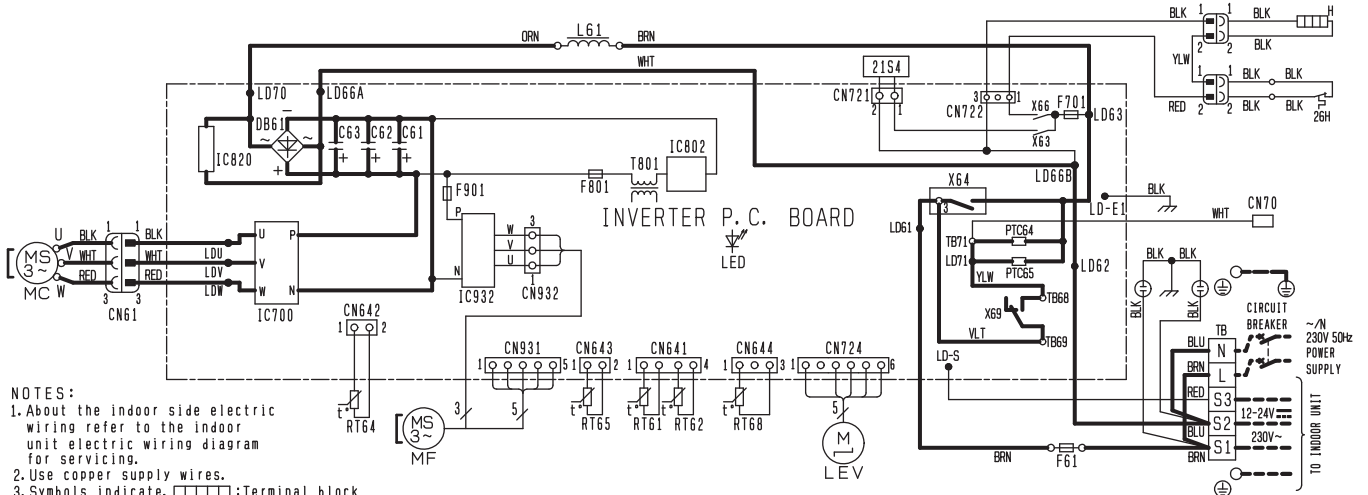 ORN L61 BRN
WHT
BLK 1 1 BLK H
BLK
2 2
YLW
1 1 BLK BLK
RED 2 2 BLK BLK
26H
21S4
CN721
2 1
CN722 3 1
X66 F701
X63
LD63
LD70
LD66A
DB61
− ~ ~ +
IC820
C63 C62 C61
+ + +
IC802
T801
F801
F901
LD66B
X64
3
LD-E1
BLK
CN70
WHT
INVERTER P. C. BOARD
LED
LD61
TB71
LD71
PTC64
PTC65
LD62
YLW
X69
TB68
TB69
VLT
LD-S
U BLK 1 1 BLK
V WHT WHT
W RED 3 3 RED
MS
3~
MC
CN61
LDU
LDV
LDW
U P
V
W N
IC700
P
N
IC932
W
V
U
3
1
CN932
CN642
1 2
t°
RT64
CN931
1 5
3 5
MS
3~
MF
CN643
1 2
t°
RT65
CN641
1 4
t° t°
RT61 RT62
CN644
1 3
t°
RT68
CN724
1 6
5
M
LEV
BLK BLK
BLK BLK
CIRCUIT
BREAKER
~/N
230V 50Hz
POWER
SUPPLY
TB
BLU N
BRN L
RED S3
12-24V
S2
BLU
230V~
BRN S1
TO INDOOR UNIT
BRN
F61
NOTES:
1. About the indoor side electric
wiring refer to the indoor
unit electric wiring diagram
for servicing.
2. Use copper supply wires.
3. Symbols indicate, :Terminal block